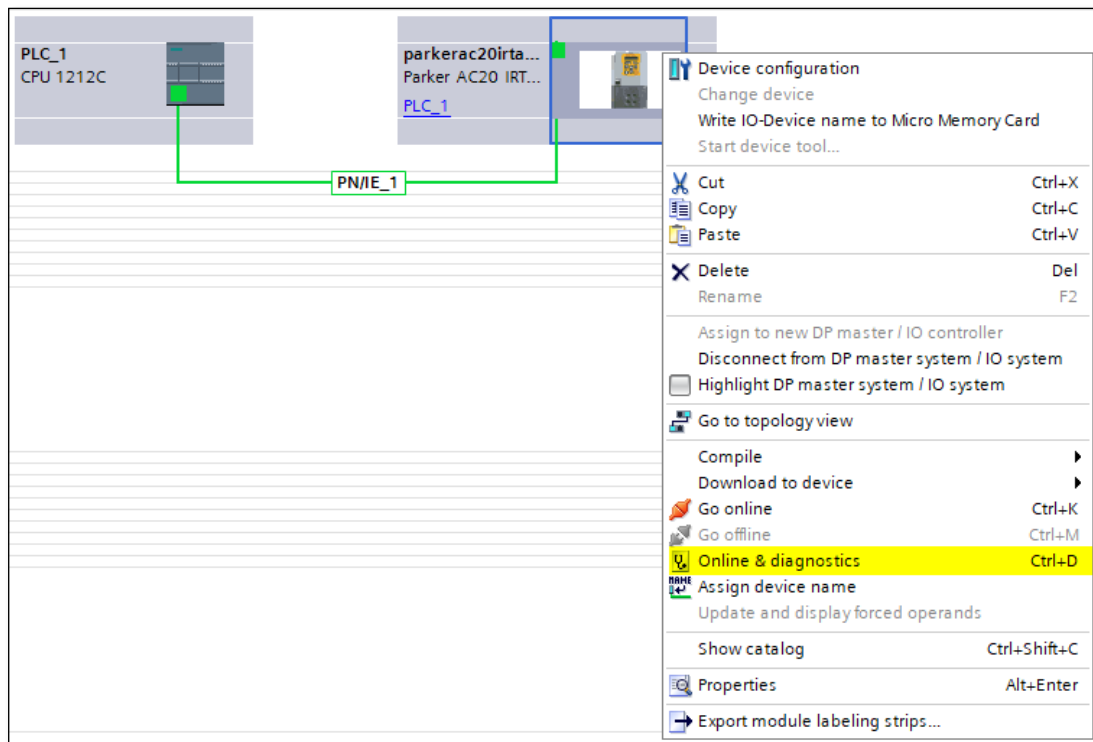 PLC_1
CPU 1212C
parkerac20irta...
Parker AC20 IRT...
PLC_1
PN/IE_1
Device configuration
Change device
Write IO-Device name to Micro Memory Card
Start device tool...
Cut Ctrl+X
Copy Ctrl+C
Paste Ctrl+V
Delete Del
Rename F2
Assign to new DP master / IO controller
Disconnect from DP master system / IO system
Highlight DP master system / IO system
Go to topology view
Compile
Download to device
Go online Ctrl+K
Go offline Ctrl+M
Online & diagnostics Ctrl+D
NAME Assign device name
Update and display forced operands
Show catalog Ctrl+Shift+C
Properties Alt+Enter
Export module labeling strips...